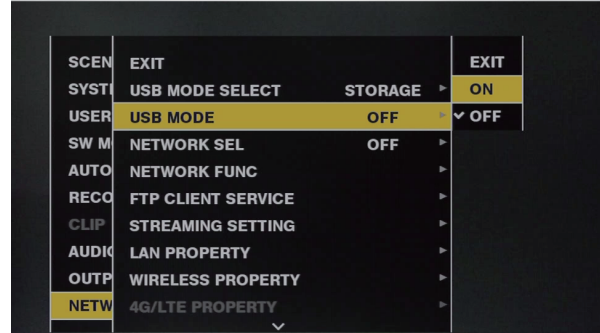 EXIT
USB MODE SELECT STORAGE
USB MODE OFF
NETWORK SEL OFF
NETWORK FUNC
FTP CLIENT SERVICE
STREAMING SETTING
LAN PROPERTY
WIRELESS PROPERTY
4G/LTE PROPERTY
SCEN
SYST
USER
SW M
AUTO
RECO
CLIP
AUDIO
OUTP
NETW
EXIT
ON
OFF